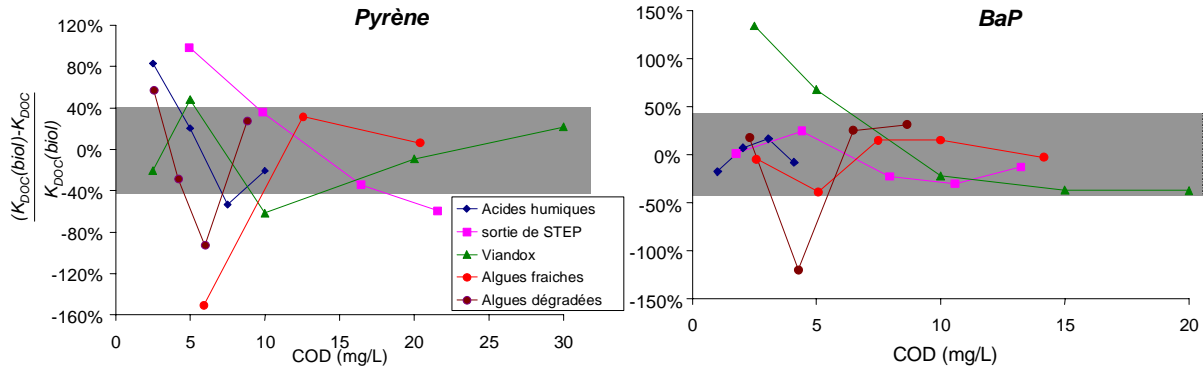 Pyrène
(K_DOC(biol)-K_DOC
K_DOC(biol)
120%
80%
40%
0%
-40%
-80%
-120%
-160%
0 5 10 15 20 25 30
COD (mg/L)
Acides humiques
sortie de STEP
Viandox
Algues fraiches
Algues dégradées
BaP
150%
100%
50%
0%
-50%
-100%
-150%
0 5 10 15 20
COD (mg/L)